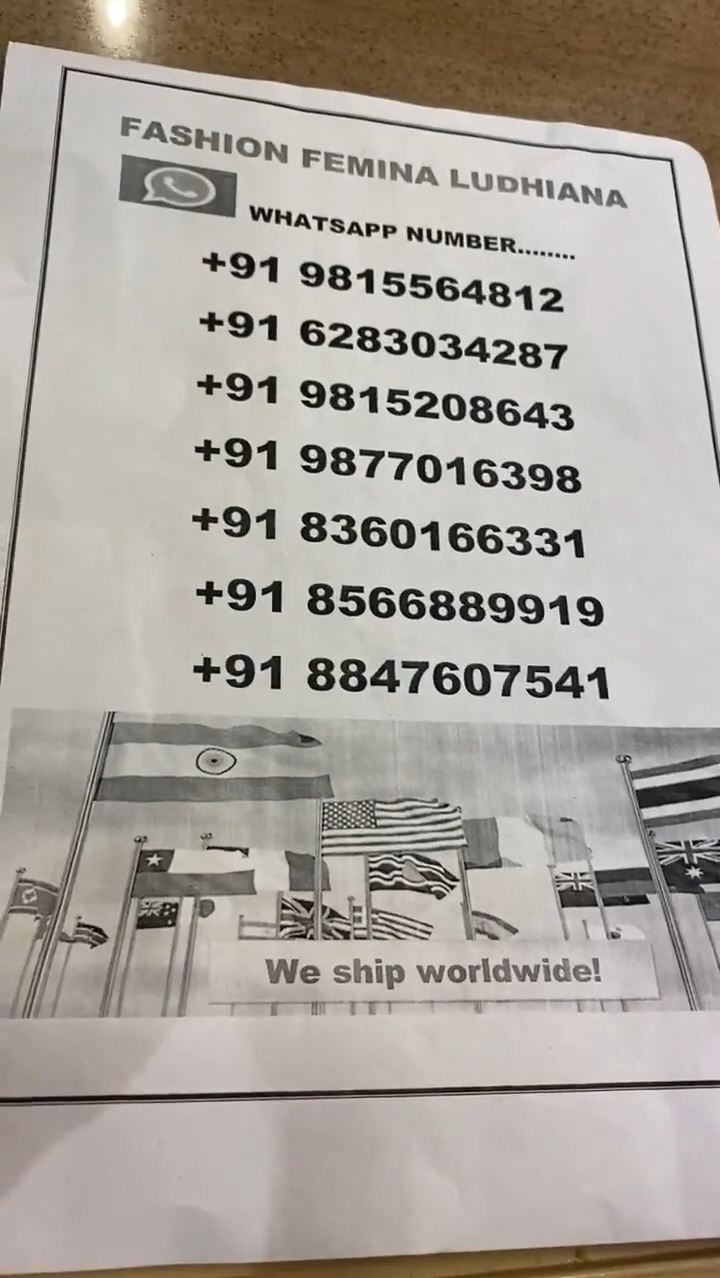 FASHION FEMINA LUDHIANA
WHATSAPP NUMBER........
+91 9815564812
+91 6283034287
+91 9815208643
+91 9877016398
+91 8360166331
+91 8566889919
+91 8847607541
We ship worldwide!